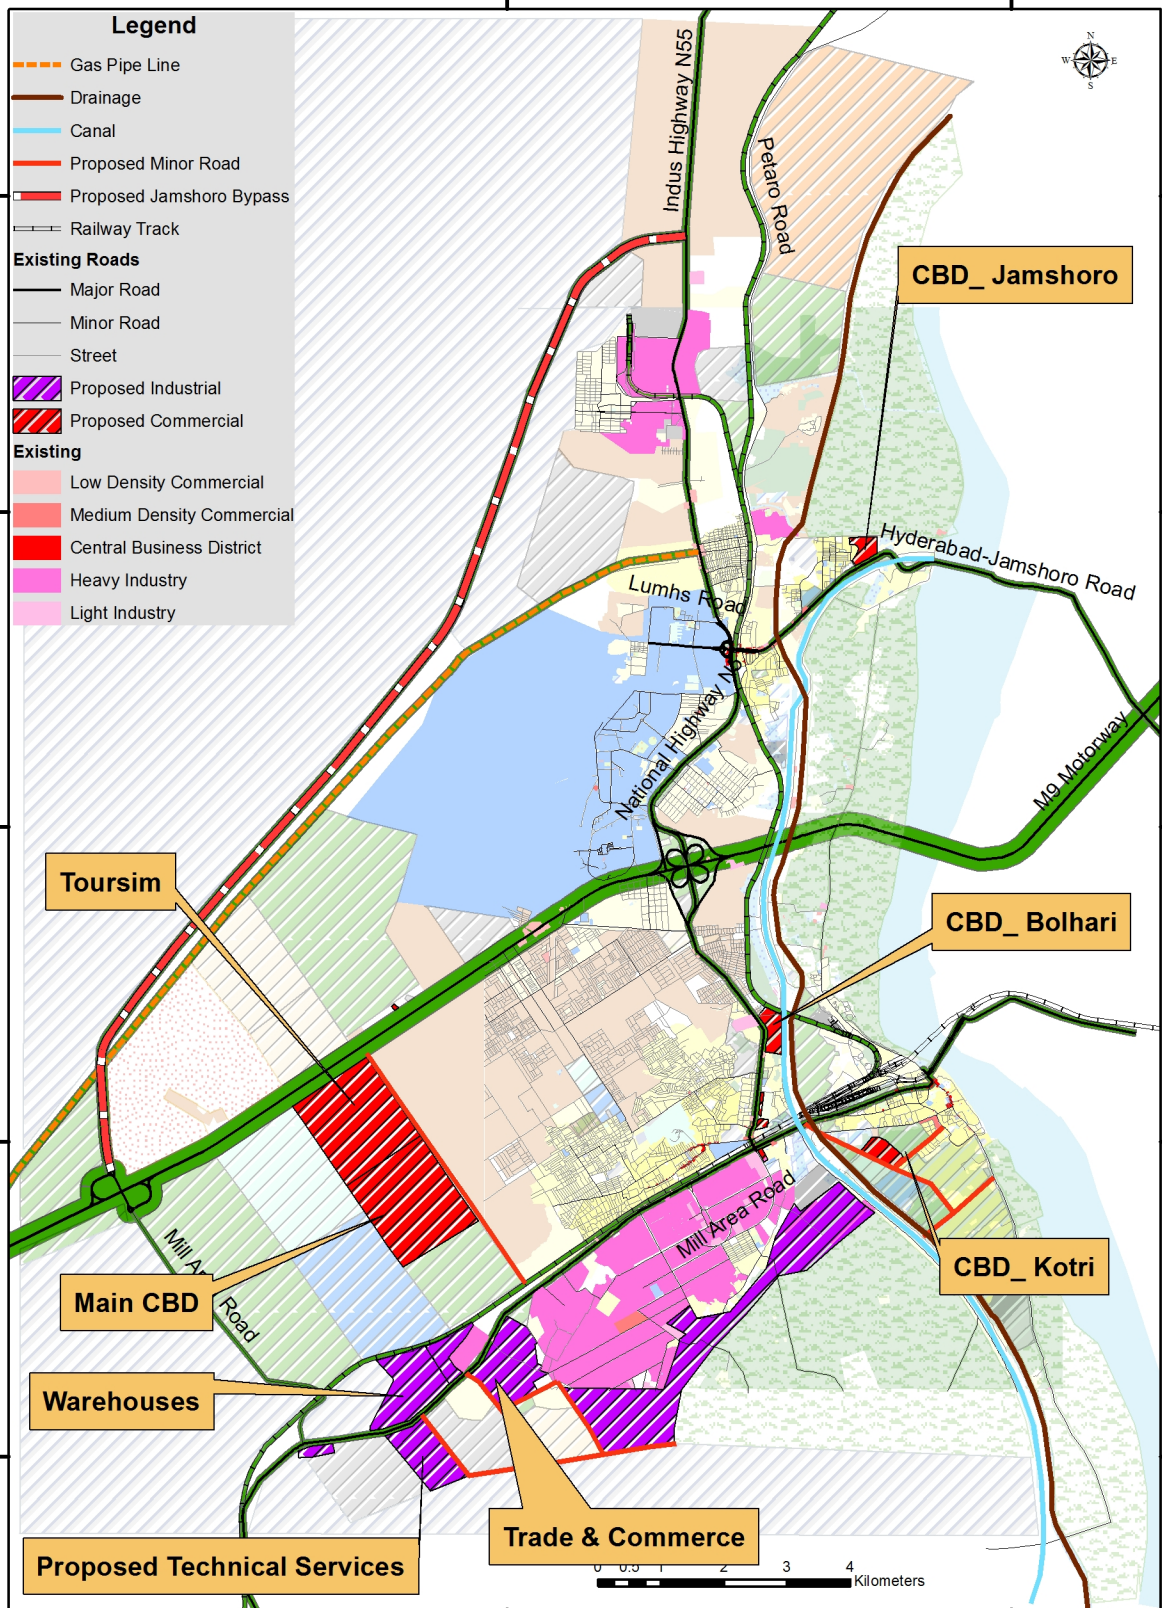 Legend
Gas Pipe Line
Drainage
Canal
Proposed Minor Road
Proposed Jamshoro Bypass
Railway Track
Existing Roads
Major Road
Minor Road
Street
Proposed Industrial
Proposed Commercial
Existing
Low Density Commercial
Medium Density Commercial
Central Business District
Heavy Industry
Light Industry
N
W E
S
Indus Highway N55
Petaro Road
CBD_ Jamshoro
Hyderabad-Jamshoro Road
Lumhs Road
National Highway
M9 Motorway
Toursim
CBD_ Bolhari
Mill Area Road
CBD_ Kotri
Mill Road
Main CBD
Warehouses
Trade & Commerce
Proposed Technical Services
0 0.5 1 2 3 4
Kilometers